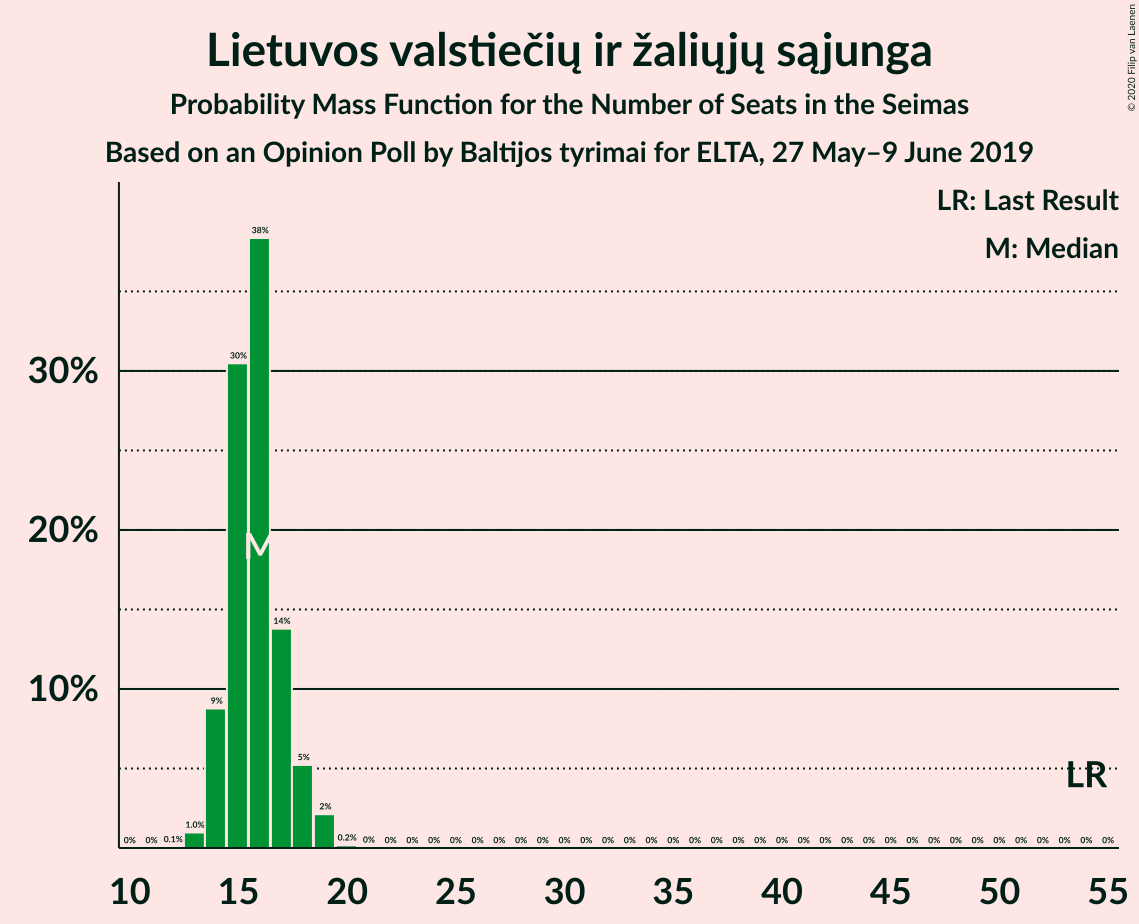 Lietuvos valstiečių ir žaliųjų sąjunga
Probability Mass Function for the Number of Seats in the Seimas
Based on an Opinion Poll by Baltijos tyrimai for ELTA, 27 May–9 June 2019
© 2020 Filip van Laenen
LR: Last Result
M: Median
30%
20%
10%
0% 0% 0.1% 1.0% 9% 30% 38% 14% 5% 2% 0.2% 0% 0% 0% 0% 0% 0% 0% 0% 0% 0% 0% 0% 0% 0% 0% 0% 0% 0% 0% 0% 0% 0% 0% 0% 0% 0% 0% 0% 0% 0% 0% 0% 0% 0% 0%
M
LR
10 15 20 25 30 35 40 45 50 55